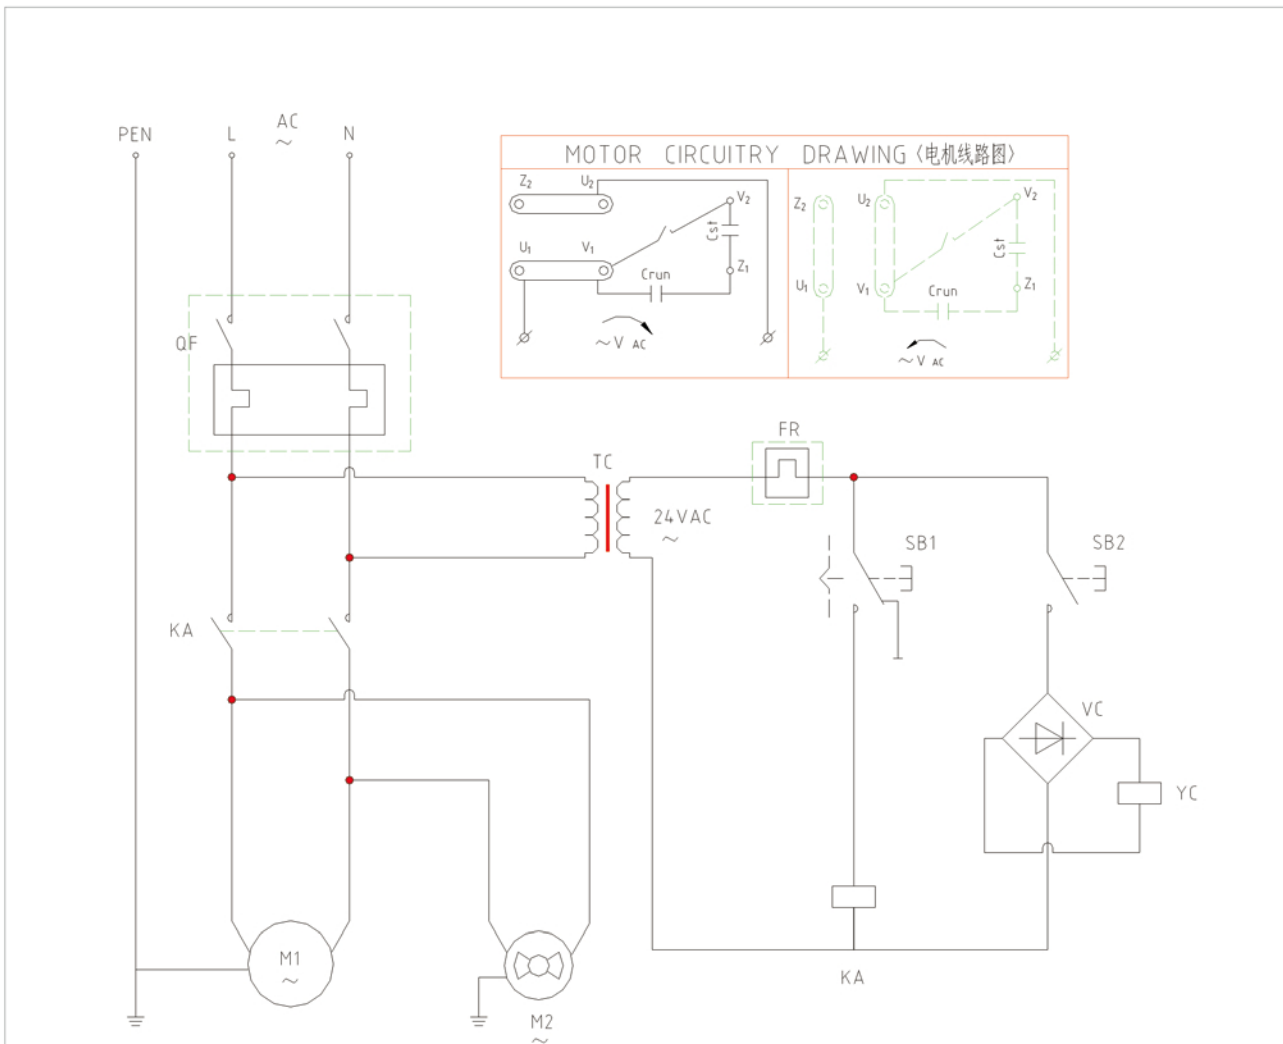 AC
~
PEN
L
N
MOTOR CIRCUITRY DRAWING〈电机线路图〉
Z2
U2
V2
Cst
U1
V1
Z1
Crun
~V AC
Z2
U2
V2
Cst
U1
V1
Z1
Crun
~V AC
QF
FR
TC
24VAC
~
SB1
SB2
KA
VC
YC
M1
~
KA
M2
~